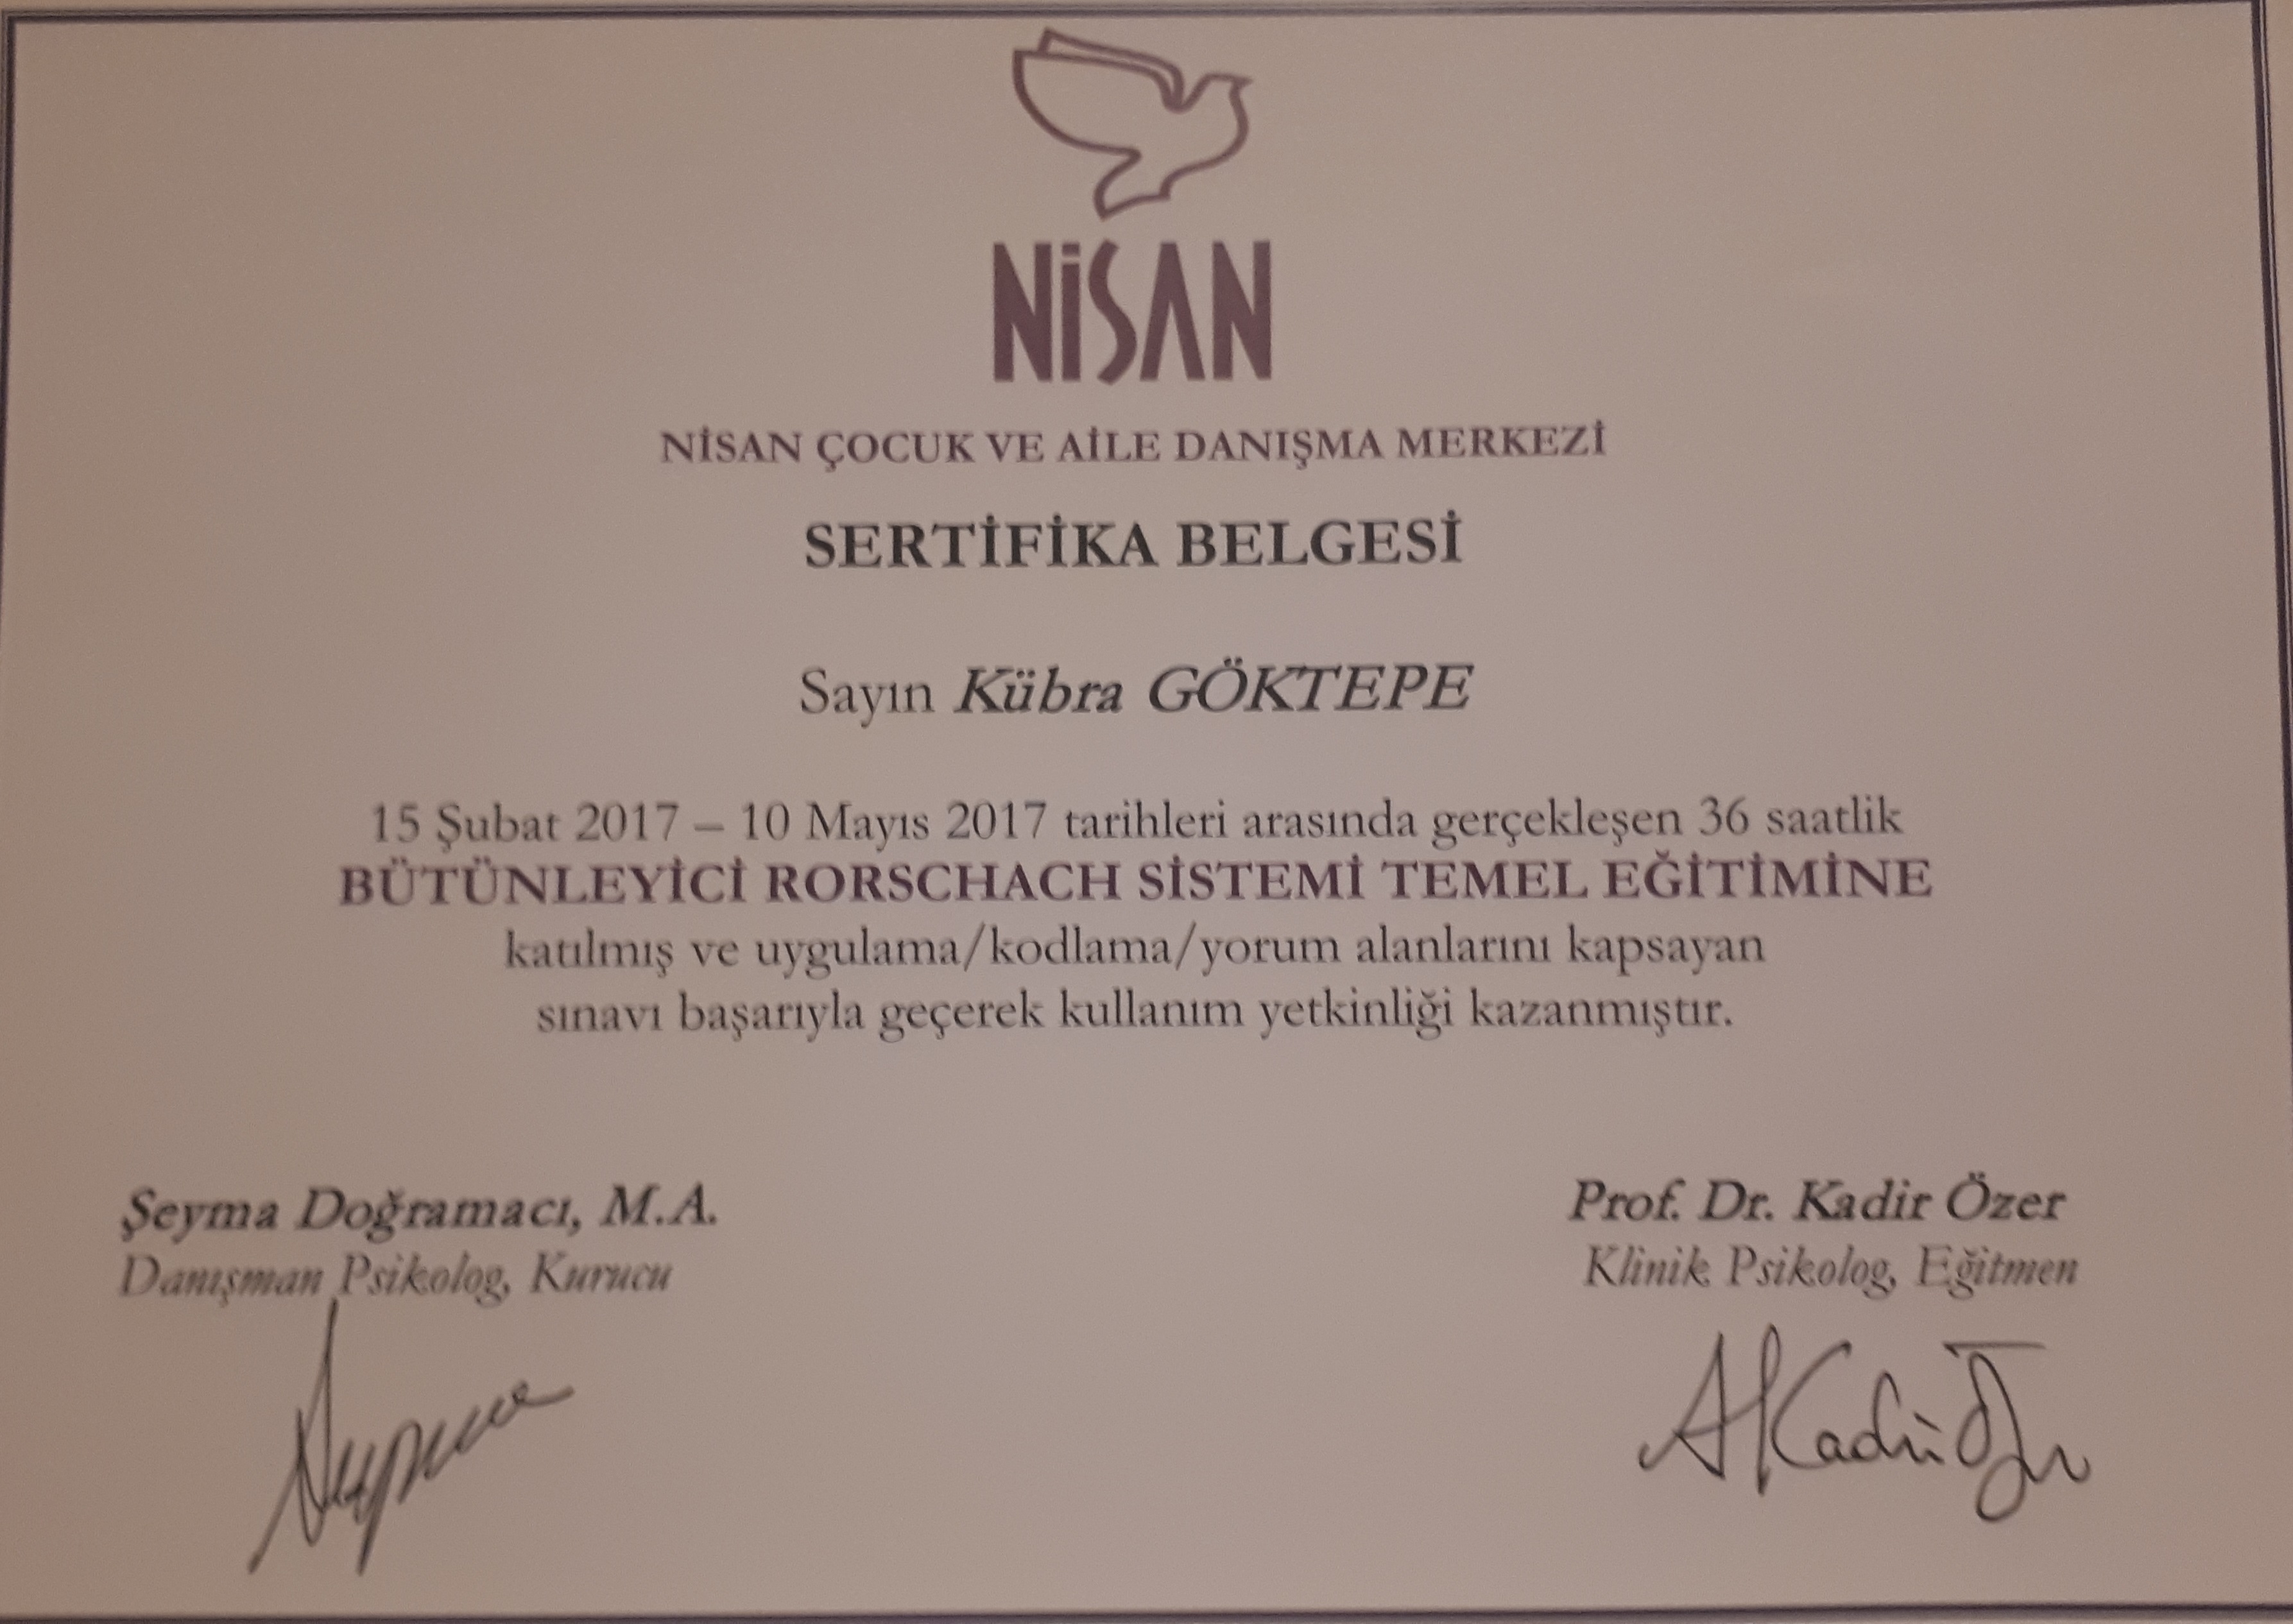 NiSAN
NİSAN ÇOCUK VE AİLE DANIŞMA MERKEZİ
SERTİFİKA BELGESİ
Sayın Kübra GÖKTEPE
15 Şubat 2017 – 10 Mayıs 2017 tarihleri arasında gerçekleşen 36 saatlik
BÜTÜNLEYİCİ RORSCHACH SİSTEMİ TEMEL EĞİTİMİNE
katılmış ve uygulama/kodlama/yorum alanlarını kapsayan
sınavı başarıyla geçerek kullanım yetkinliği kazanmıştır.
Şeyma Doğramacı, M.A.
Danışman Psikolog, Kurucu
Prof. Dr. Kadir Özer
Klinik Psikolog, Eğitmen